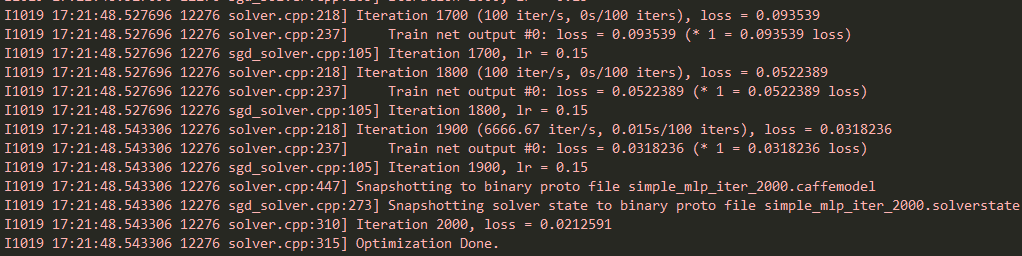 I1019 17:21:48.527696 12276 solver.cpp:218] Iteration 1700 (100 iter/s, 0s/100 iters), loss = 0.093539
I1019 17:21:48.527696 12276 solver.cpp:237]     Train net output #0: loss = 0.093539 (* 1 = 0.093539 loss)
I1019 17:21:48.527696 12276 sgd_solver.cpp:105] Iteration 1700, lr = 0.15
I1019 17:21:48.527696 12276 solver.cpp:218] Iteration 1800 (100 iter/s, 0s/100 iters), loss = 0.0522389
I1019 17:21:48.527696 12276 solver.cpp:237]     Train net output #0: loss = 0.0522389 (* 1 = 0.0522389 loss)
I1019 17:21:48.527696 12276 sgd_solver.cpp:105] Iteration 1800, lr = 0.15
I1019 17:21:48.543306 12276 solver.cpp:218] Iteration 1900 (6666.67 iter/s, 0.015s/100 iters), loss = 0.0318236
I1019 17:21:48.543306 12276 solver.cpp:237]     Train net output #0: loss = 0.0318236 (* 1 = 0.0318236 loss)
I1019 17:21:48.543306 12276 sgd_solver.cpp:105] Iteration 1900, lr = 0.15
I1019 17:21:48.543306 12276 solver.cpp:447] Snapshotting to binary proto file simple_mlp_iter_2000.caffemodel
I1019 17:21:48.543306 12276 sgd_solver.cpp:273] Snapshotting solver state to binary proto file simple_mlp_iter_2000.solverstate
I1019 17:21:48.543306 12276 solver.cpp:310] Iteration 2000, loss = 0.0212591
I1019 17:21:48.543306 12276 solver.cpp:315] Optimization Done.